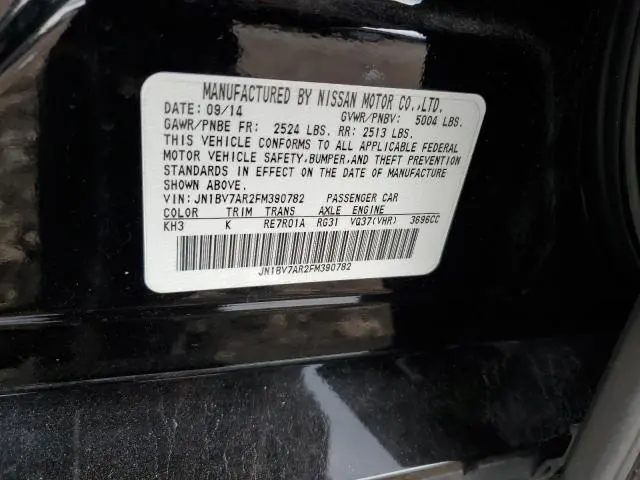 MANUFACTURED BY NISSAN MOTOR CO.,LTD.
DATE: 09/14 GVWR/PNBV: 5004 LBS.
GAWR/PNBE FR: 2524 LBS. RR: 2513 LBS.
THIS VEHICLE CONFORMS TO ALL APPLICABLE FEDERAL
MOTOR VEHICLE SAFETY,BUMPER,AND THEFT PREVENTION
STANDARDS IN EFFECT ON THE DATE OF MANUFACTURE
SHOWN ABOVE.
VIN: JN1BV7AR2FM390782 PASSENGER CAR
COLOR TRIM TRANS AXLE ENGINE
KH3 K RE7R01A RG31 VQ37(VHR) 3696CC
JN1BV7AR2FM390782